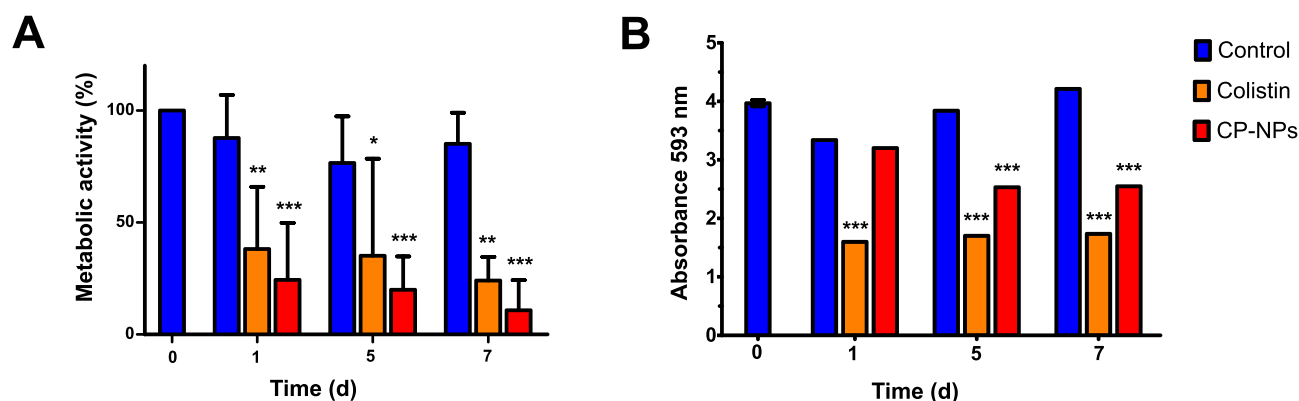 A
Metabolic activity (%)
100
50
0
**
***
*
***
**
***
0 1 5 7
Time (d)
B
Absorbance 593 nm
5
4
3
2
1
0
***
***
***
***
***
0 1 5 7
Time (d)
Control
Colistin
CP-NPs